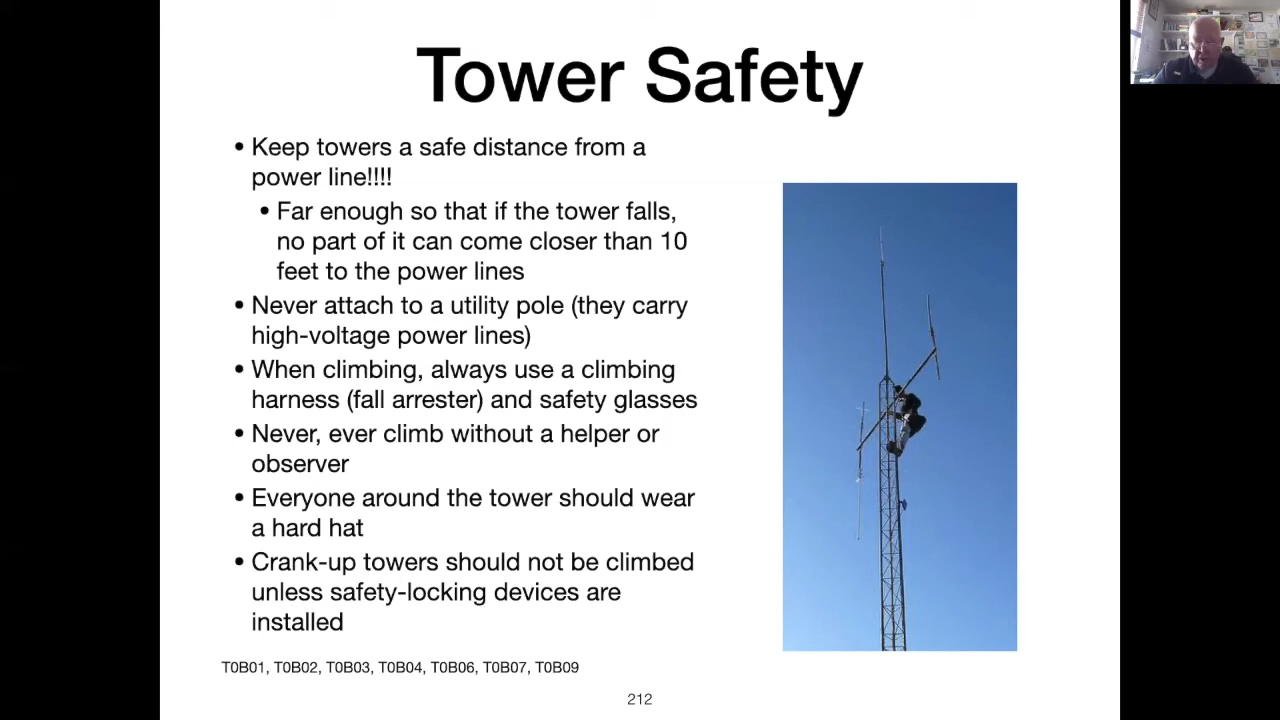 Tower Safety
• Keep towers a safe distance from a
power line!!!!
• Far enough so that if the tower falls,
no part of it can come closer than 10
feet to the power lines
• Never attach to a utility pole (they carry
high-voltage power lines)
• When climbing, always use a climbing
harness (fall arrester) and safety glasses
• Never, ever climb without a helper or
observer
• Everyone around the tower should wear
a hard hat
• Crank-up towers should not be climbed
unless safety-locking devices are
installed
T0B01, T0B02, T0B03, T0B04, T0B06, T0B07, T0B09
212